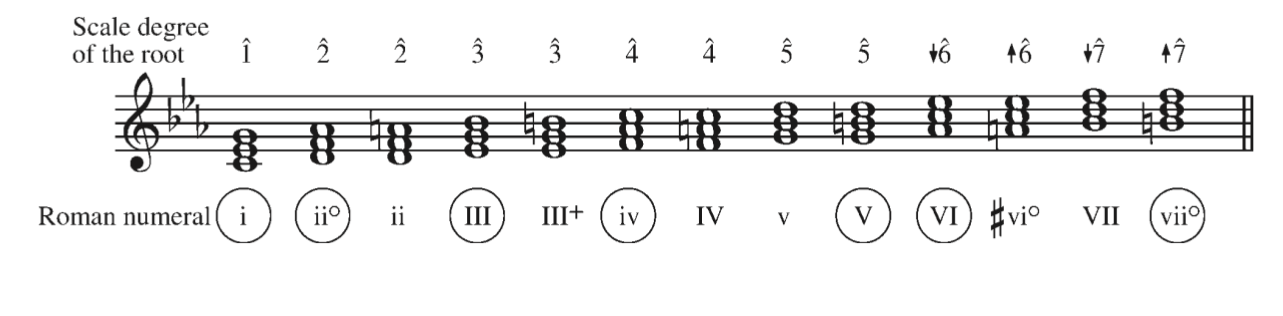 Scale degree
of the root 1̂ 2̂ 2̂ 3̂ 3̂ 4̂ 4̂ 5̂ 5̂ ↓6̂ ↑6̂ ↓7̂ ↑7̂
Roman numeral i ii° ii III III+ iv IV v V VI ♯vi° VII vii°